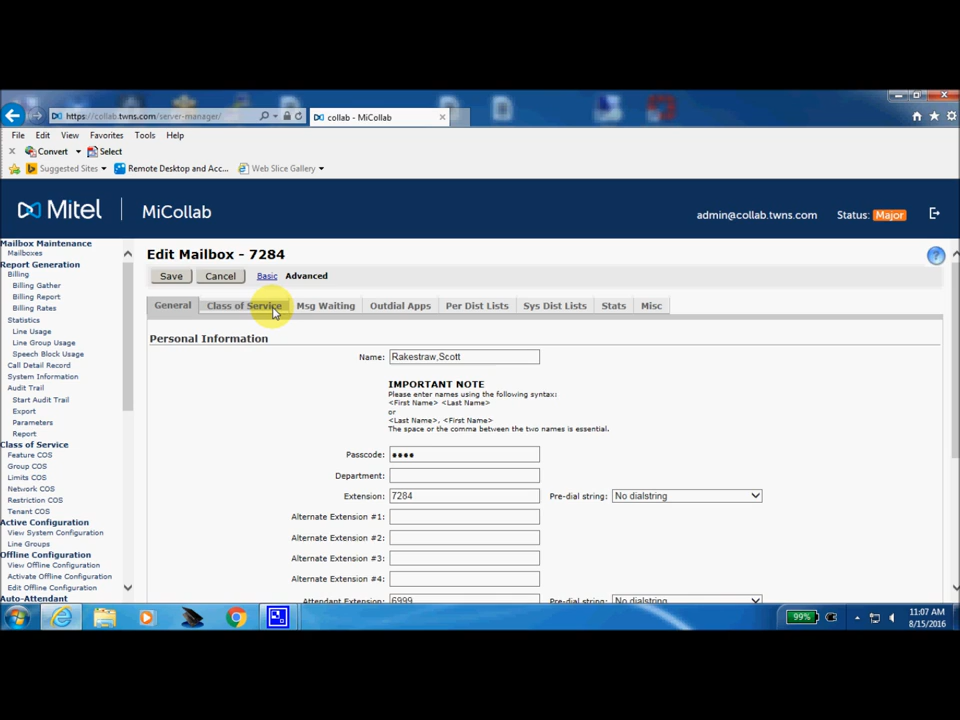 https://collab.twns.com/server-manager/
collab - MiCollab
File Edit View Favorites Tools Help
Convert Select
Suggested Sites Remote Desktop and Acc... Web Slice Gallery
Mitel MiCollab
admin@collab.twns.com Status: Major
Mailbox Maintenance
Mailboxes
Report Generation
Billing
Billing Gather
Billing Report
Billing Rates
Statistics
Line Usage
Line Group Usage
Speech Block Usage
Call Detail Record
System Information
Audit Trail
Start Audit Trail
Export
Parameters
Report
Class of Service
Feature COS
Group COS
Limits COS
Network COS
Restriction COS
Tenant COS
Active Configuration
View System Configuration
Line Groups
Offline Configuration
View Offline Configuration
Activate Offline Configuration
Edit Offline Configuration
Auto-Attendant
Edit Mailbox - 7284
Save Cancel Basic Advanced
General Class of Service Msg Waiting Outdial Apps Per Dist Lists Sys Dist Lists Stats Misc
Personal Information
Name: Rakestraw,Scott
IMPORTANT NOTE
Please enter names using the following syntax:
<First Name> <Last Name>
or
<Last Name>, <First Name>
The space or the comma between the two names is essential.
Passcode: ●●●●
Department:
Extension: 7284 Pre-dial string: No dialstring
Alternate Extension #1:
Alternate Extension #2:
Alternate Extension #3:
Alternate Extension #4:
Attendant Extension: 6999 Pre-dial string: No dialstring
99%
11:07 AM
8/15/2016